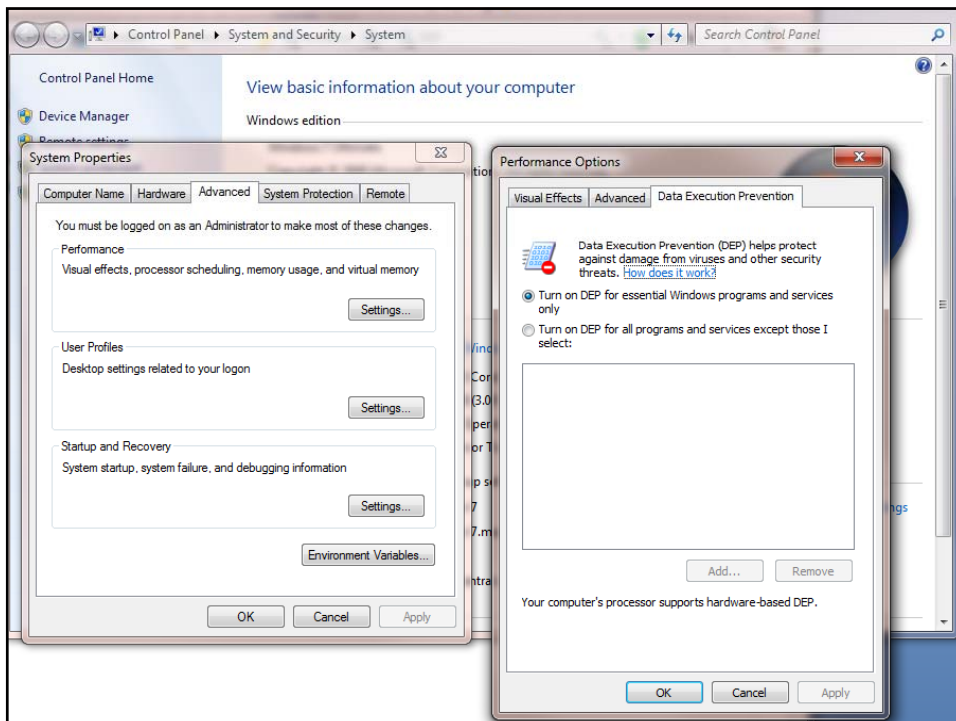 Control Panel ▸ System and Security ▸ System
Search Control Panel
Control Panel Home
Device Manager
Remote settings
View basic information about your computer
Windows edition
System Properties
Computer Name
Hardware
Advanced
System Protection
Remote
You must be logged on as an Administrator to make most of these changes.
Performance
Visual effects, processor scheduling, memory usage, and virtual memory
Settings...
User Profiles
Desktop settings related to your logon
Settings...
Startup and Recovery
System startup, system failure, and debugging information
Settings...
Environment Variables...
OK
Cancel
Apply
Performance Options
Visual Effects
Advanced
Data Execution Prevention
Data Execution Prevention (DEP) helps protect
against damage from viruses and other security
threats. How does it work?
Turn on DEP for essential Windows programs and services
only
Turn on DEP for all programs and services except those I
select:
Add...
Remove
Your computer's processor supports hardware-based DEP.
OK
Cancel
Apply